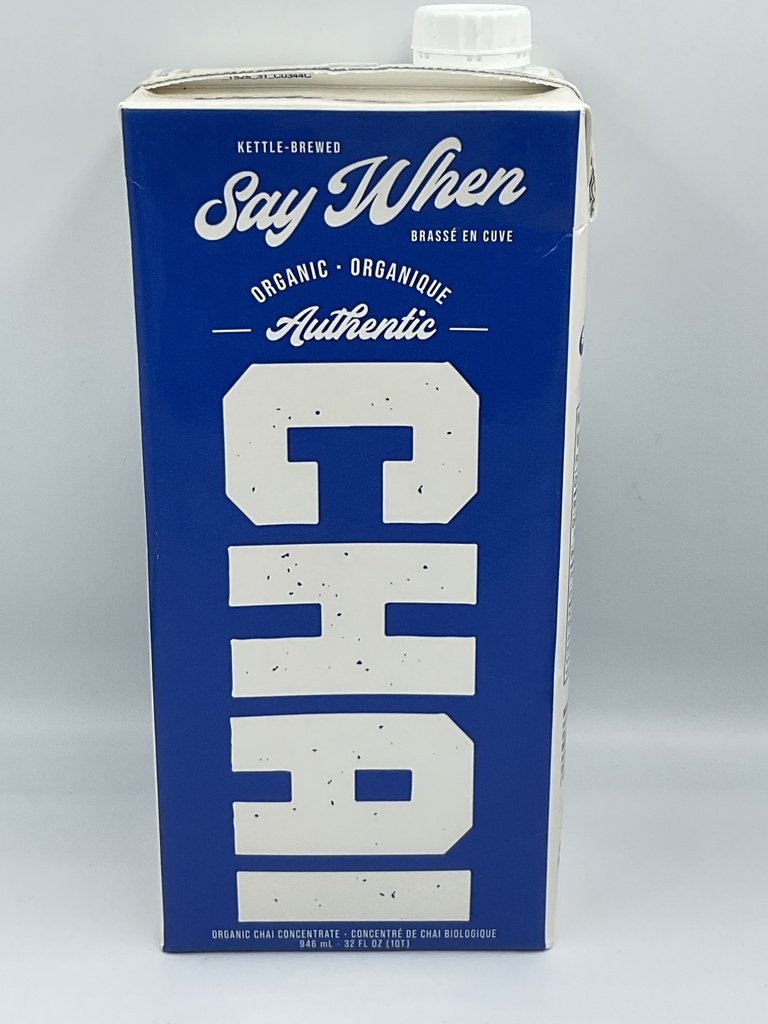 KETTLE-BREWED
Say When
BRASSÉ EN CUVE
ORGANIC · ORGANIQUE
Authentic
CHAI
ORGANIC CHAI CONCENTRATE · CONCENTRÉ DE CHAI BIOLOGIQUE
946 mL · 32 FL OZ (1QT)